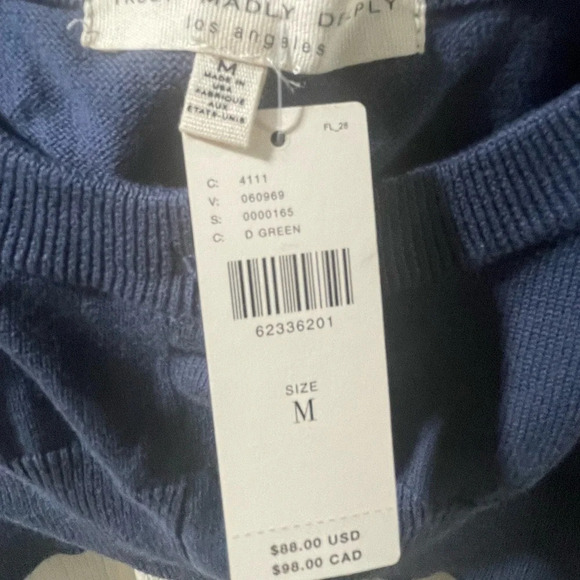 MADLY DEEPLY
los angeles
M
MADE IN
USA
FABRIQUE
AUX
ÉTATS-UNIS
FL_28
C: 4111
V: 060969
S: 0000165
C: D GREEN
62336201
SIZE
M
$88.00 USD
$98.00 CAD